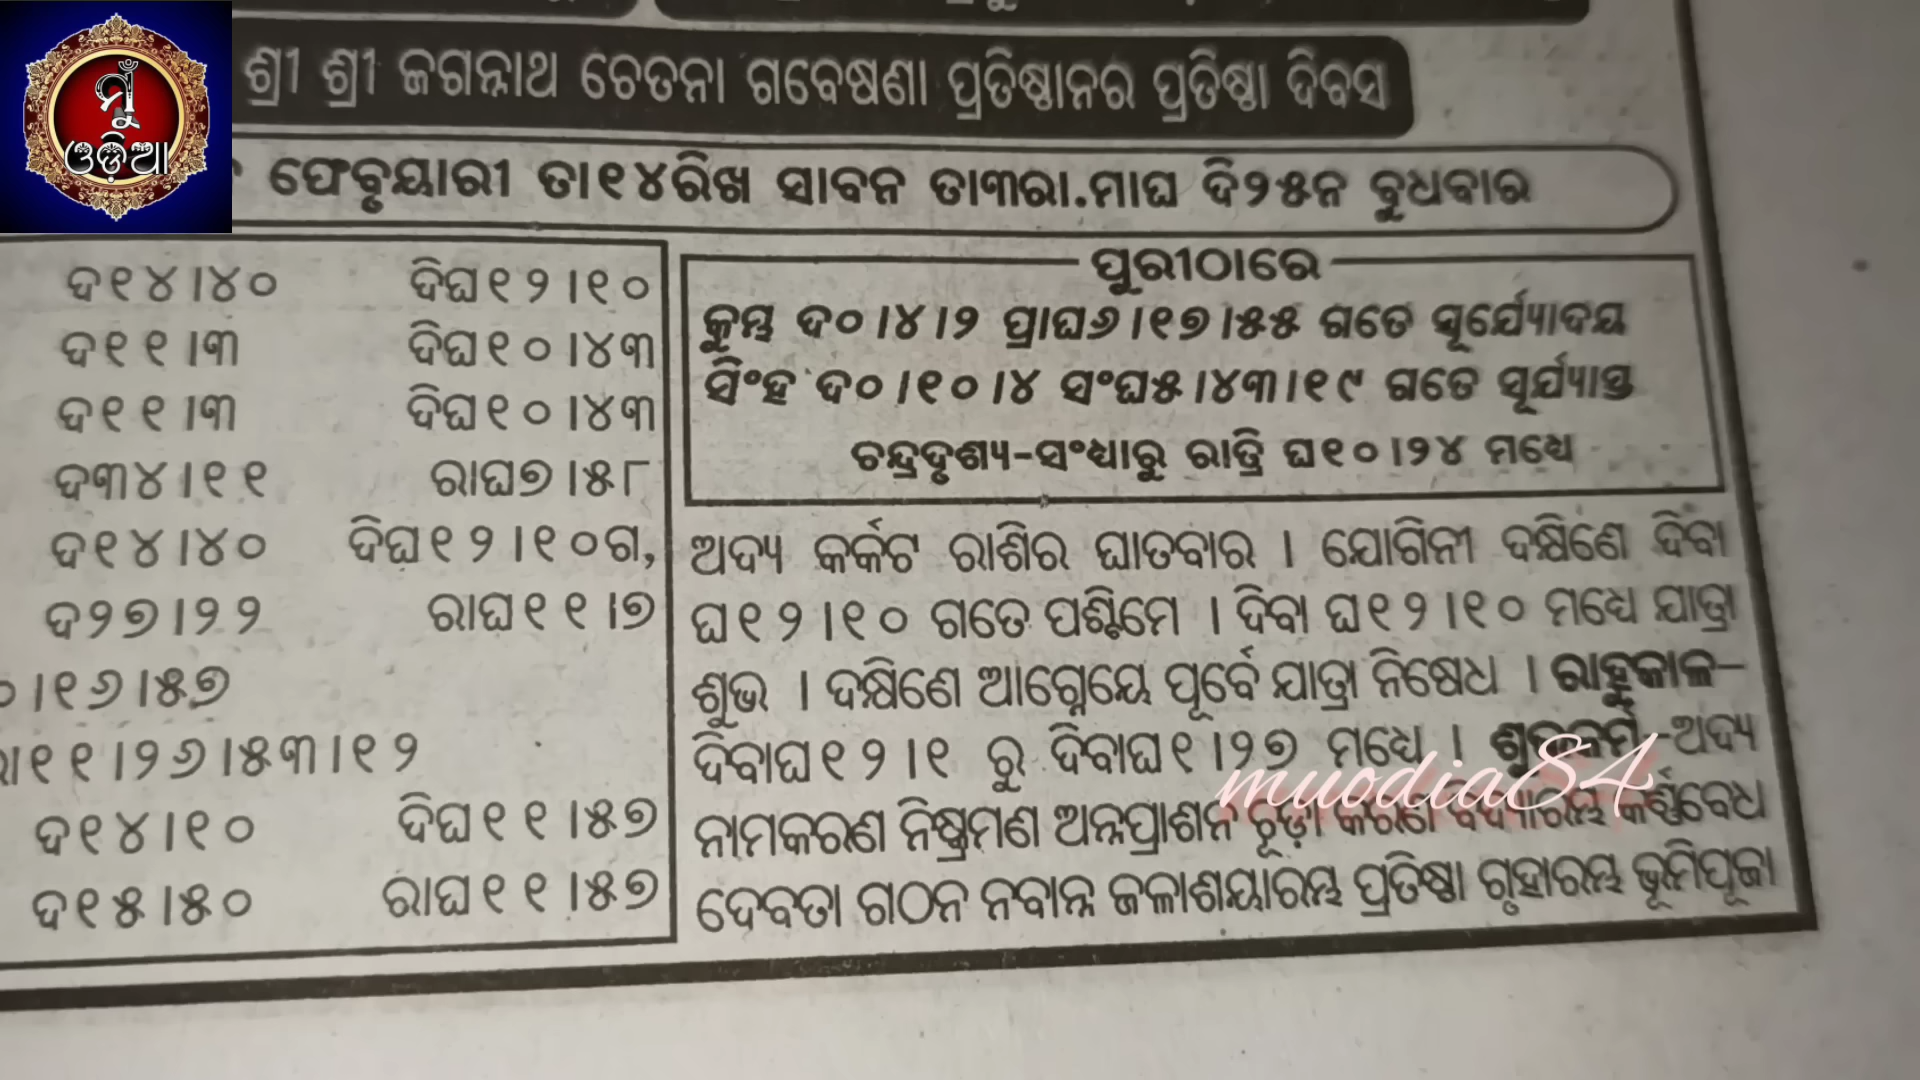 ମୁଁ
ଓଡ଼ିଆ
ଶ୍ରୀ ଶ୍ରୀ ଜଗନ୍ନାଥ ଚେତନା ଗବେଷଣା ପ୍ରତିଷ୍ଠାନର ପ୍ରତିଷ୍ଠା ଦିବସ
ଫେବୃୟାରୀ ତା୧୪ରିଖ ସାବନ ତା୩ରା.ମାଘ ଦି୨୫ନ ବୁଧବାର
ଦ୧୪।୪୦ ଦିଘ୧୨।୧୦
ଦ୧୧।୩ ଦିଘ୧୦।୪୩
ଦ୧୧।୩ ଦିଘ୧୦।୪୩
ଦ୩୪।୧୧ ରାଘ୭।୫୮
ଦ୧୪।୪୦ ଦିଘ୧୨।୧୦ଗ,
ଦ୨୭।୨୨ ରାଘ୧୧।୭
୦।୧୬।୫୭
୧୧।୨୬।୫୩।୧୨
ଦ୧୪।୧୦ ଦିଘ୧୧।୫୭
ଦ୧୫।୫୦ ରାଘ୧୧।୫୭
ପୁରୀଠାରେ
କୁମ୍ଭ ଦ୦।୪।୨ ପ୍ରାଘ୬।୧୭।୫୫ ଗତେ ସୂର୍ଯ୍ୟୋଦୟ
ସିଂହ ଦ୦।୧୦।୪ ସଂଘ୫।୪୩।୧୯ ଗତେ ସୂର୍ଯ୍ୟାସ୍ତ
ଚନ୍ଦ୍ରଦୃଶ୍ୟ-ସଂଧ୍ୟାରୁ ରାତ୍ରି ଘ୧୦।୨୪ ମଧ୍ୟେ
ଅଦ୍ୟ କର୍କଟ ରାଶିର ଘାତବାର । ଯୋଗିନୀ ଦକ୍ଷିଣେ ଦିବା
ଘ୧୨।୧୦ ଗତେ ପଶ୍ଚିମେ । ଦିବା ଘ୧୨।୧୦ ମଧ୍ୟେ ଯାତ୍ରା
ଶୁଭ । ଦକ୍ଷିଣେ ଆଗ୍ନେୟେ ପୂର୍ବେ ଯାତ୍ରା ନିଷେଧ । ରାହୁକାଳ-
ଦିବାଘ୧୨।୧ ରୁ ଦିବାଘ୧।୨୭ ମଧ୍ୟେ । ଶୁଭକର୍ମ-ଅଦ୍ୟ
ନାମକରଣ ନିଷ୍କ୍ରମଣ ଅନ୍ନପ୍ରାଶନ ଚୂଡ଼ା କରଣ ବିଦ୍ୟାରମ୍ଭ କର୍ଣ୍ଣବେଧ
ଦେବତା ଗଠନ ନବାନ୍ନ ଜଳାଶୟାରମ୍ଭ ପ୍ରତିଷ୍ଠା ଗୃହାରମ୍ଭ ଭୂମିପୂଜା
muodia84